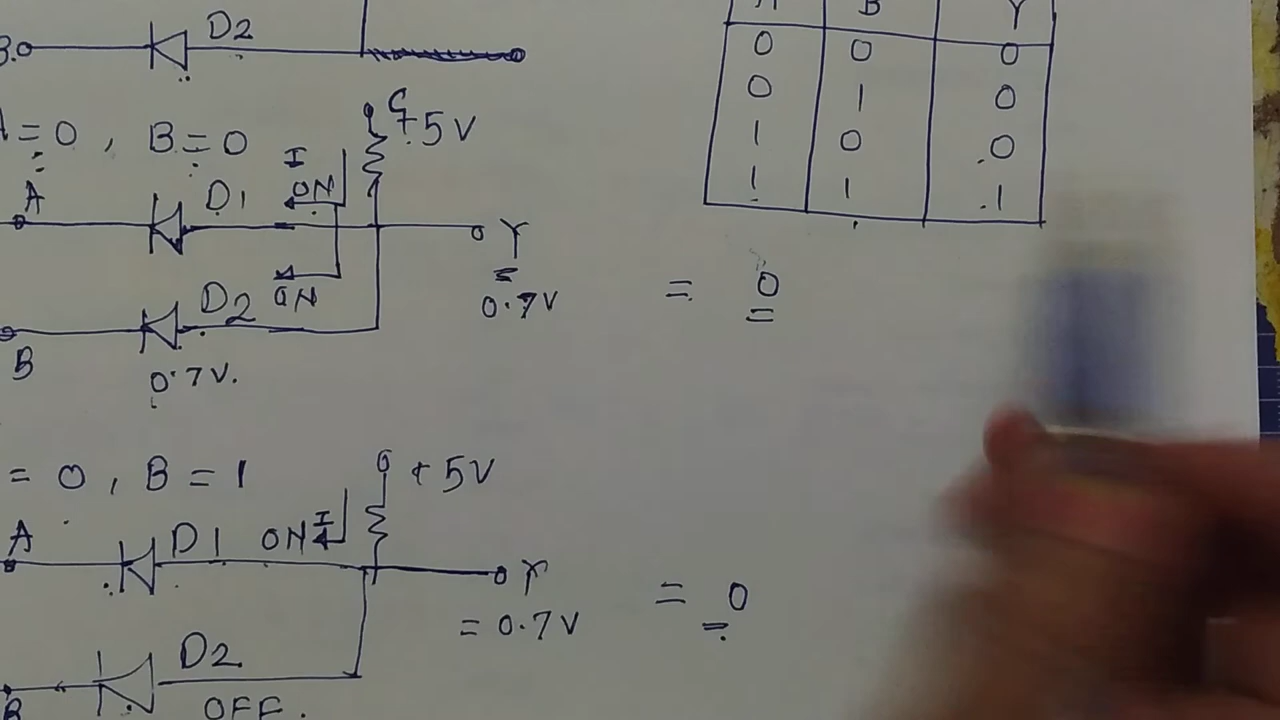 B D2
A B Y
0 0 0
0 1 0
1 0 0
1 1 1
A = 0 , B = 0
+5V
I
ON
A D1
Y
= 0.7V = 0
ON
D2
B
0.7V.
= 0 , B = 1
+5V
A D1 ON I
Y
= 0.7V = 0
D2
B OFF.